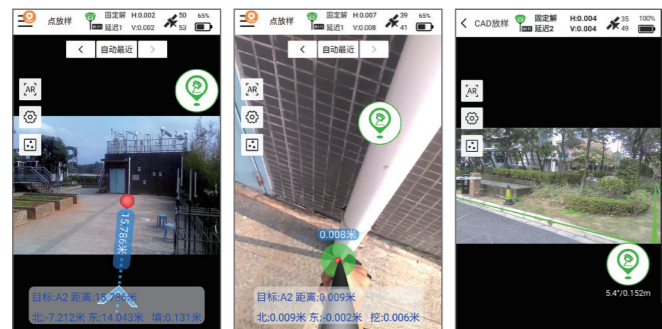 点放样
固定解 H:0.002
延迟1 V:0.002
50
53
65%
自动最近
AR
15.786米
目标:A2 距离:15.786米
北:-7.212米 东:14.043米 填:0.131米
点放样
固定解 H:0.007
延迟1 V:0.008
39
41
65%
自动最近
AR
0.008米
目标:A2 距离:0.009米
北:0.009米 东:-0.002米 挖:0.006米
CAD放样
固定解 H:0.004
延迟2 V:0.004
35
49
100%
AR
5.4°/0.152m